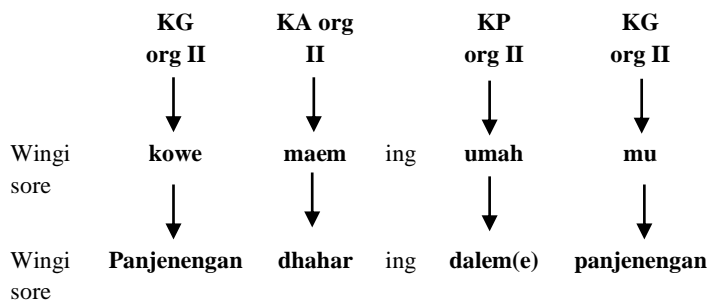 KG KA org KP KG
org II II org II org II
Wingi kowe maem ing umah mu
sore
Wingi Panjenengan dhahar ing dalem(e) panjenengan
sore